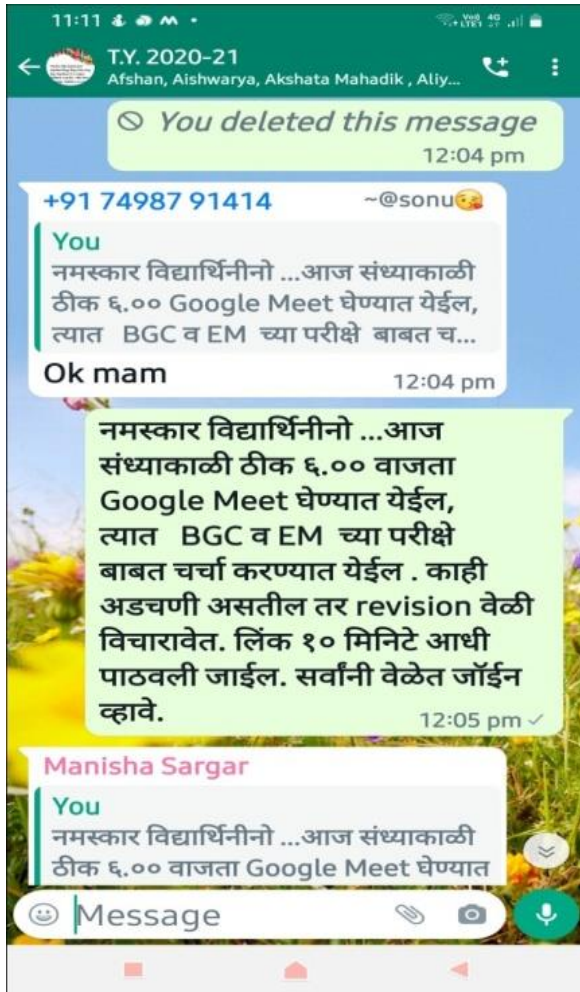 11:11
T.Y. 2020-21
Afshan, Aishwarya, Akshata Mahadik , Aliy...
You deleted this message
12:04 pm
+91 74987 91414 ~@sonu😘
You
नमस्कार विद्यार्थिनीनो ...आज संध्याकाळी
ठीक ६.०० Google Meet घेण्यात येईल,
त्यात BGC व EM च्या परीक्षे बाबत च...
Ok mam 12:04 pm
नमस्कार विद्यार्थिनीनो ...आज
संध्याकाळी ठीक ६.०० वाजता
Google Meet घेण्यात येईल,
त्यात BGC व EM च्या परीक्षे
बाबत चर्चा करण्यात येईल . काही
अडचणी असतील तर revision वेळी
विचारावेत. लिंक १० मिनिटे आधी
पाठवली जाईल. सर्वांनी वेळेत जॉईन
व्हावे. 12:05 pm
Manisha Sargar
You
नमस्कार विद्यार्थिनीनो ...आज संध्याकाळी
ठीक ६.०० वाजता Google Meet घेण्यात
Message